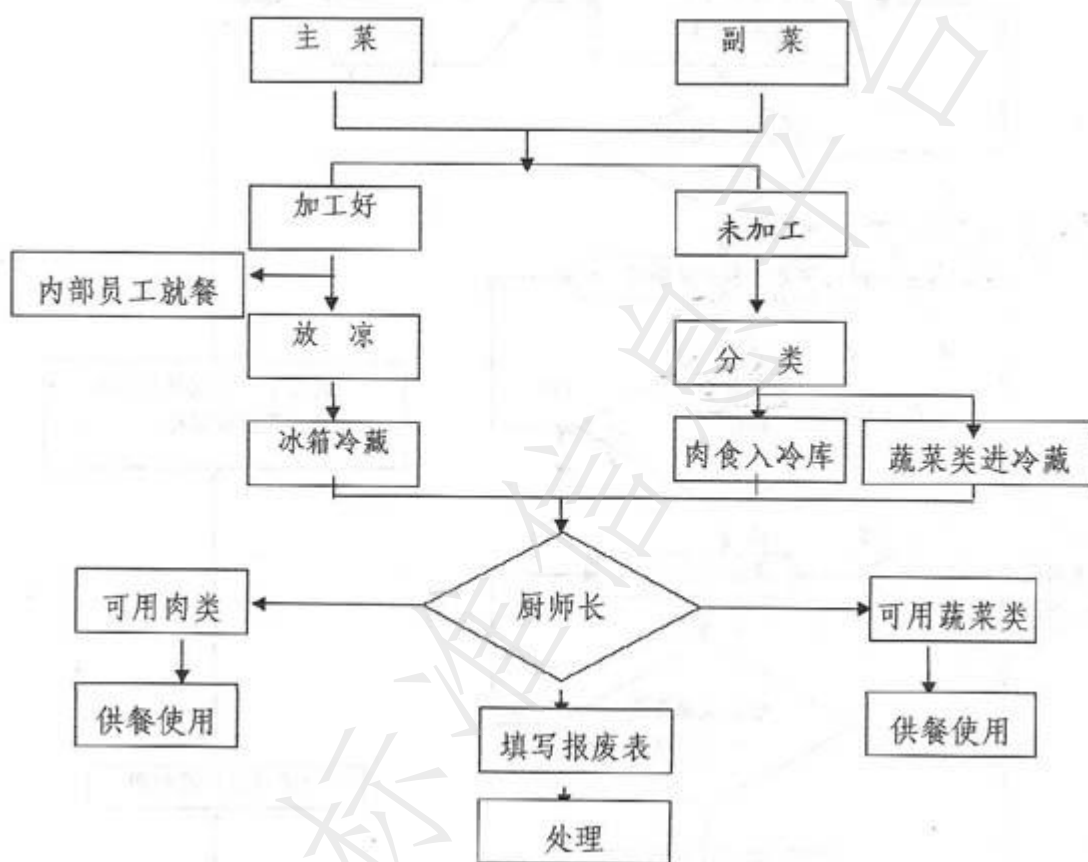 主 菜
副 菜
加工好
未加工
内部员工就餐
放 凉
分 类
冰箱冷藏
肉食入冷库
蔬菜类进冷藏
厨师长
可用肉类
可用蔬菜类
供餐使用
供餐使用
填写报废表
处理